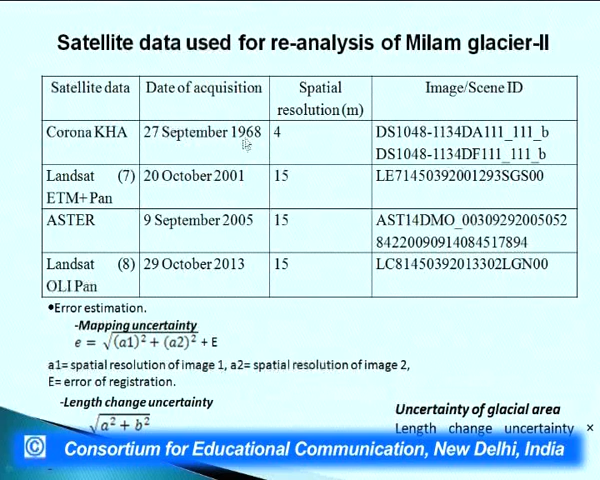 Satellite data used for re-analysis of Milam glacier-II
Satellite data Date of acquisition Spatial resolution (m) Image/Scene ID
Corona KHA 27 September 1968 4 DS1048-1134DA111_111_b
DS1048-1134DF111_111_b
Landsat (7) 20 October 2001 15 LE71450392001293SGS00
ETM+ Pan
ASTER 9 September 2005 15 AST14DMO_00309292005052
84220090914084517894
Landsat (8) 29 October 2013 15 LC81450392013302LGN00
OLI Pan
•Error estimation.
-Mapping uncertainty
e = √(a1)² + (a2)² + E
a1= spatial resolution of image 1, a2= spatial resolution of image 2,
E= error of registration.
-Length change uncertainty
√a² + b²
Uncertainty of glacial area
Length change uncertainty ×
© Consortium for Educational Communication, New Delhi, India